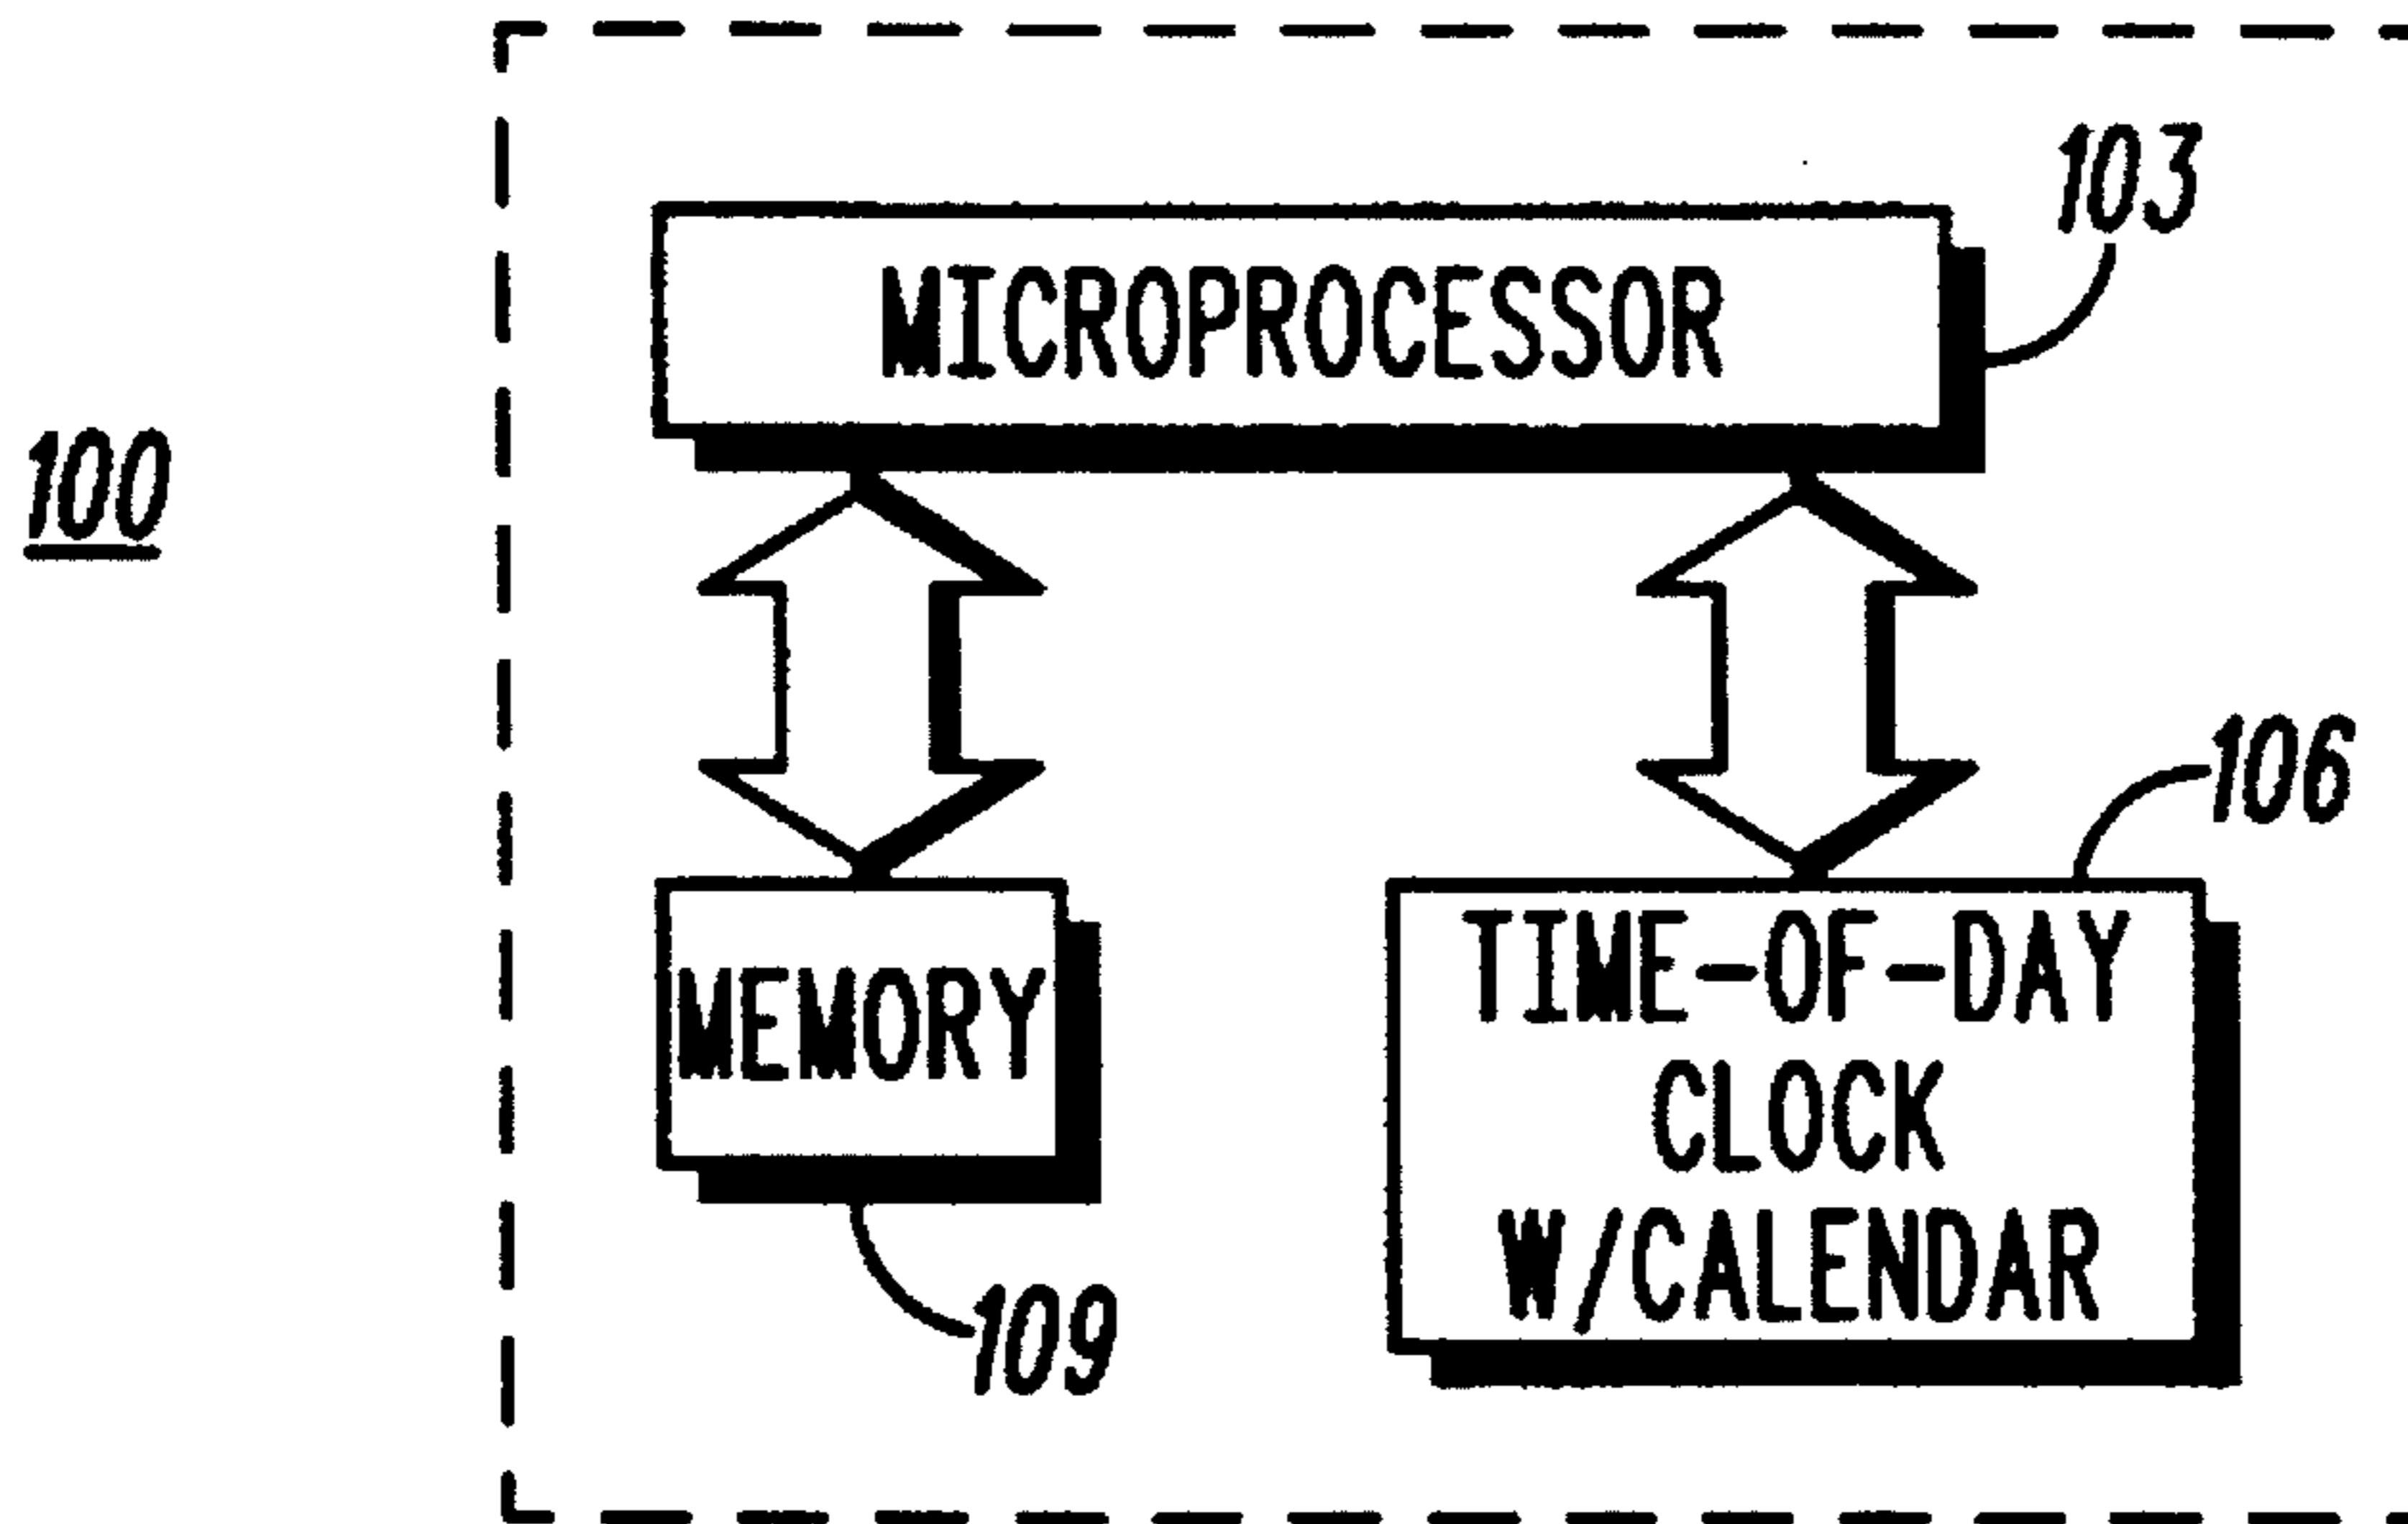 103
MICROPROCESSOR
100
106
MEMORY
TIME-OF-DAY
CLOCK
W/CALENDAR
109